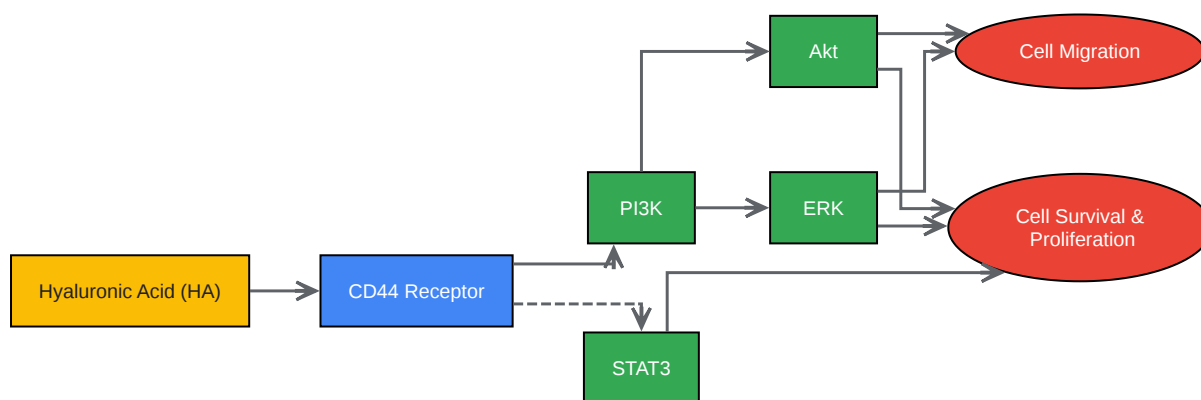 Akt
Cell Migration
PI3K
ERK
Cell Survival &
Proliferation
Hyaluronic Acid (HA)
CD44 Receptor
STAT3